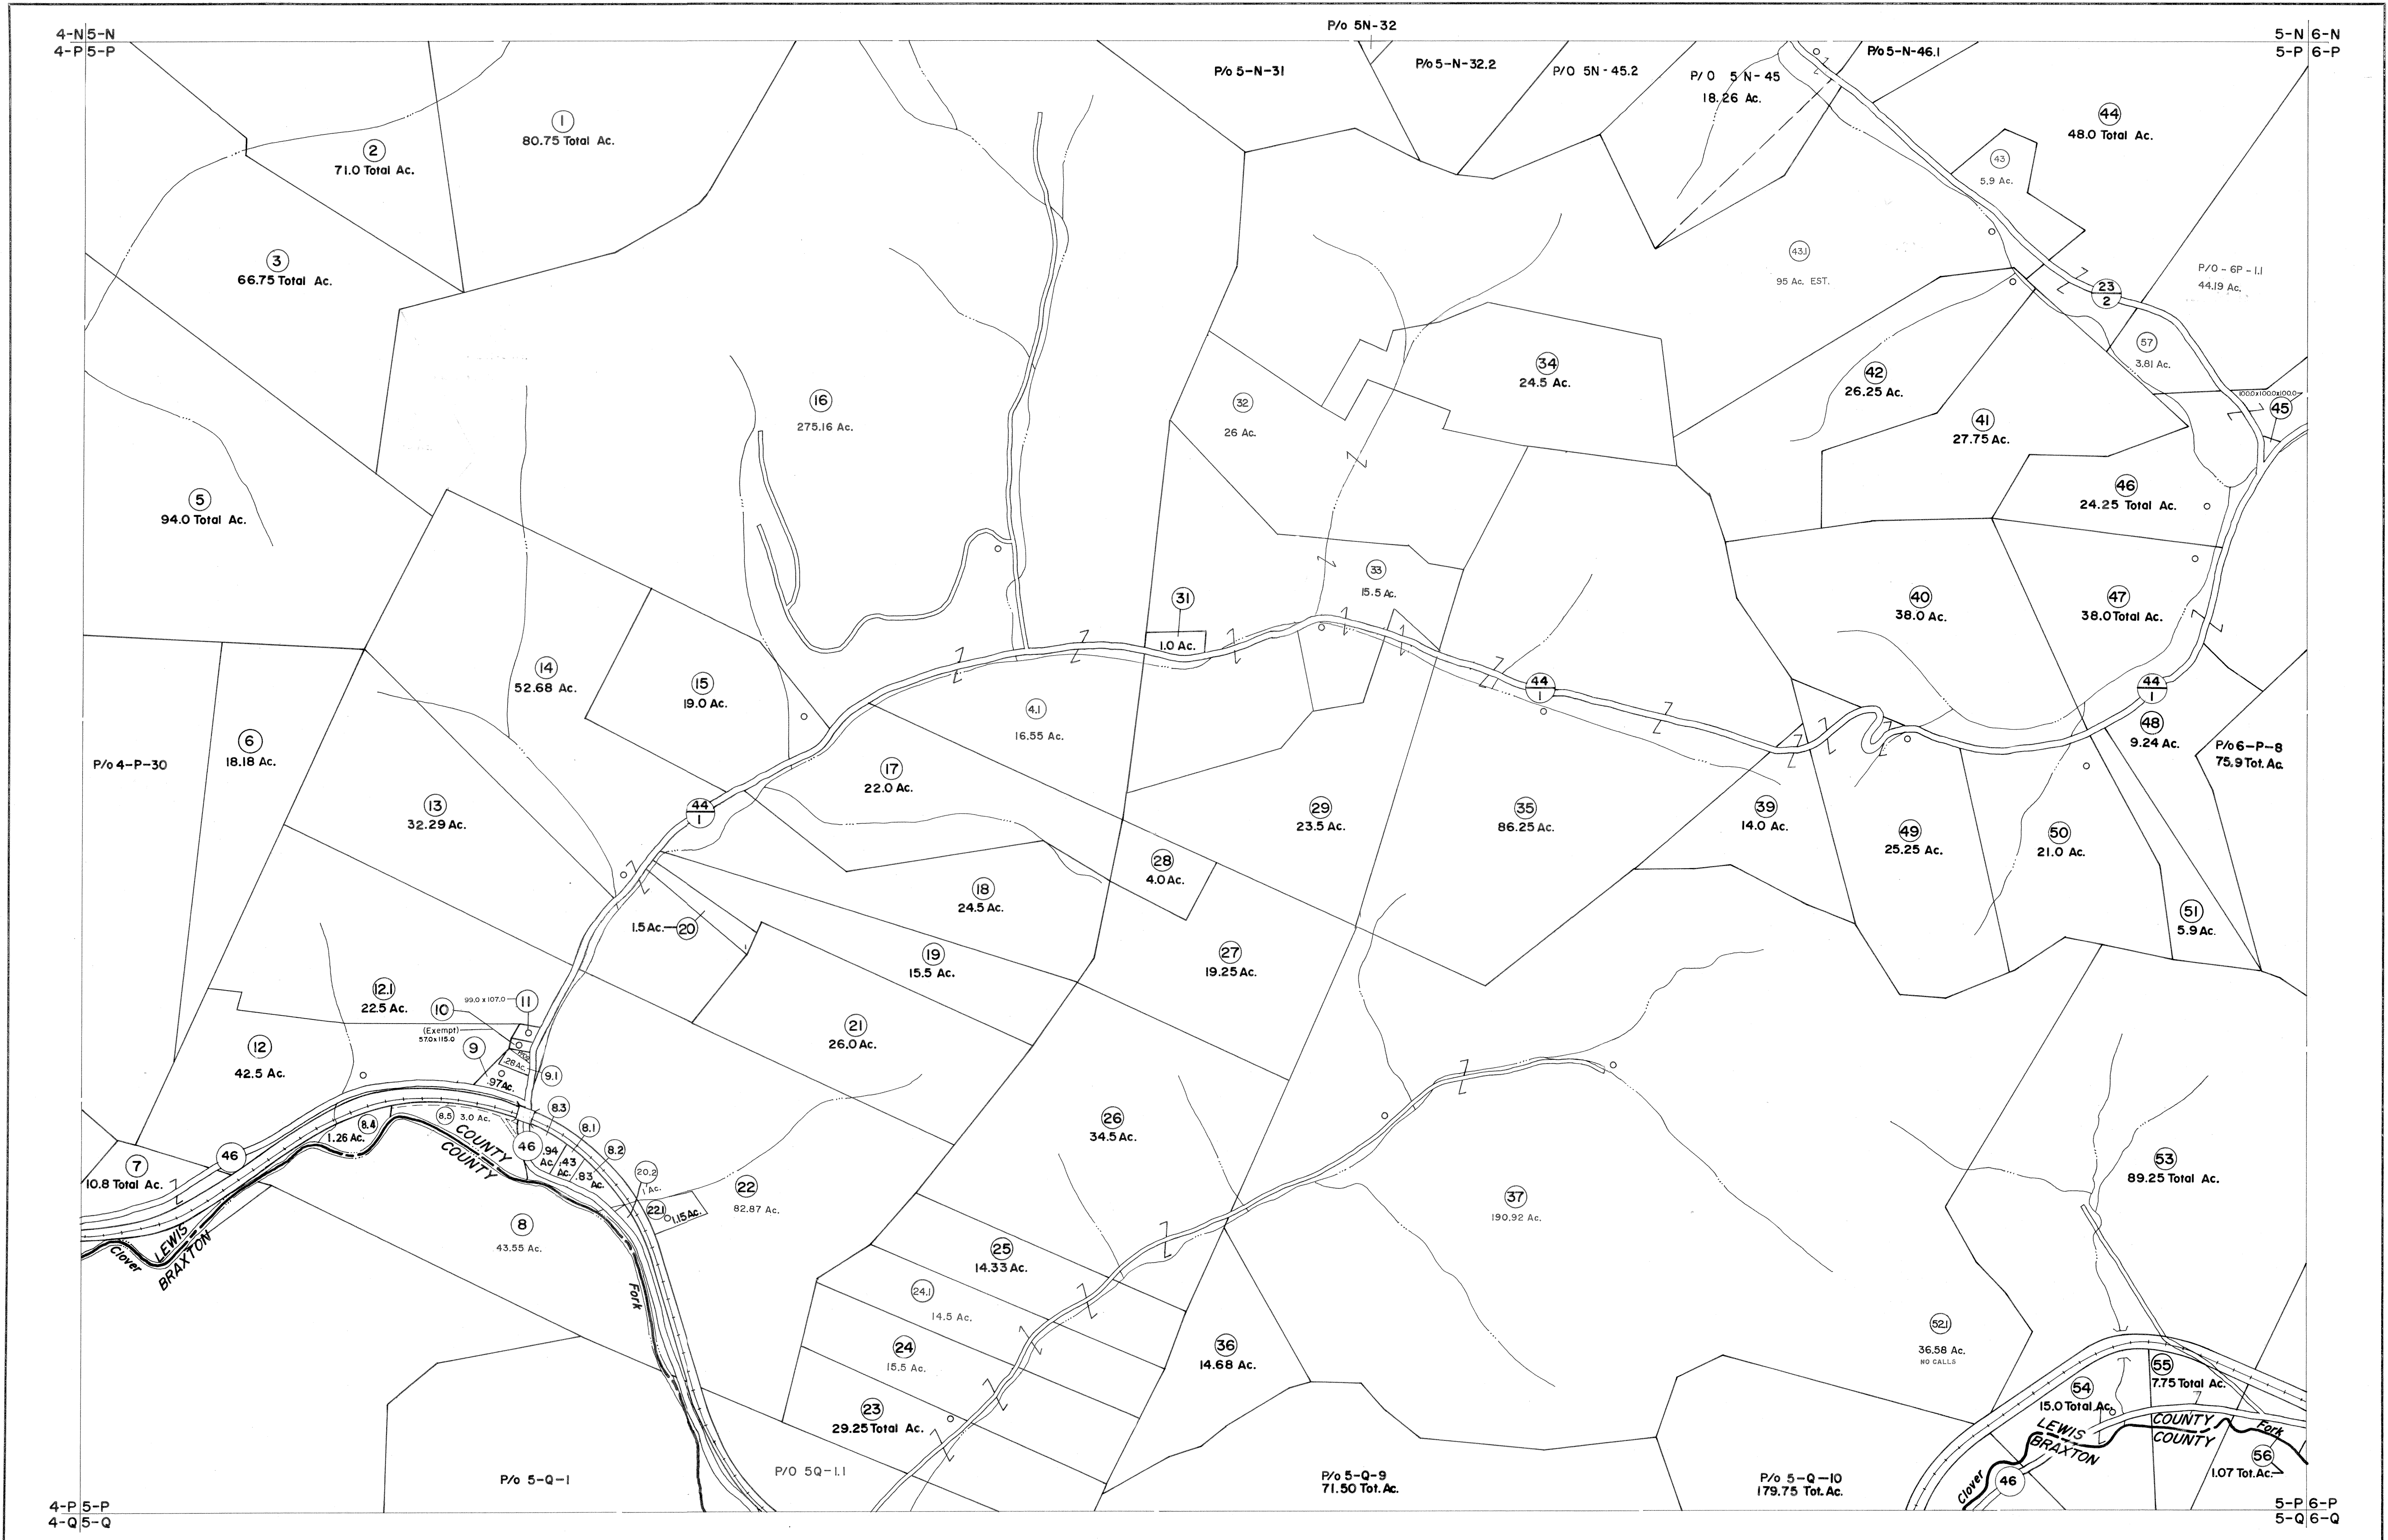 4-N 5-N
4-P 5-P
P/o 5N-32
5-N 6-N
5-P 6-P
P/o 5-N-31
P/o 5-N-32.2
P/O 5N-45.2
P/O 5 N-45
18.26 Ac.
P/o 5-N-46.1
44
48.0 Total Ac.
1
80.75 Total Ac.
2
71.0 Total Ac.
43
5.9 Ac.
3
66.75 Total Ac.
43.1
95 Ac. EST.
P/O - 6P - 1.1
44.19 Ac.
23
2
57
3.81 Ac.
34
24.5 Ac.
42
26.25 Ac.
100.0x100.0x100.0
45
16
275.16 Ac.
32
26 Ac.
41
27.75 Ac.
5
94.0 Total Ac.
46
24.25 Total Ac.
33
15.5 Ac.
31
1.0 Ac.
40
38.0 Ac.
47
38.0 Total Ac.
14
52.68 Ac.
15
19.0 Ac.
44
1
44
1
4.1
16.55 Ac.
48
9.24 Ac.
P/o 6-P-8
75.9 Tot. Ac.
P/o 4-P-30
6
18.18 Ac.
17
22.0 Ac.
13
32.29 Ac.
44
1
29
23.5 Ac.
35
86.25 Ac.
39
14.0 Ac.
49
25.25 Ac.
50
21.0 Ac.
28
4.0 Ac.
18
24.5 Ac.
51
5.9 Ac.
1.5 Ac.
20
19
15.5 Ac.
27
19.25 Ac.
12.1
22.5 Ac.
99.0 x 107.0
11
10
(Exempt)
57.0 x 115.0
21
26.0 Ac.
12
42.5 Ac.
9
.28 Ac.
9.1
.97 Ac.
8.3
8.1
8.2
8.4
1.26 Ac.
8.5
3.0 Ac.
COUNTY
COUNTY
46
.94
Ac.
.43
Ac.
.83
Ac.
26
34.5 Ac.
46
7
10.8 Total Ac.
20.2
1 Ac.
22
82.87 Ac.
22.1
1.15 Ac.
53
89.25 Total Ac.
37
190.92 Ac.
8
43.55 Ac.
LEWIS
BRAXTON
Clover
Fork
25
14.33 Ac.
24.1
14.5 Ac.
24
15.5 Ac.
36
14.68 Ac.
52.1
36.58 Ac.
NO CALLS
23
29.25 Total Ac.
55
7.75 Total Ac.
54
15.0 Total Ac.
LEWIS
BRAXTON
COUNTY
COUNTY
Fork
56
1.07 Tot. Ac.
46
Clover
P/o 5-Q-1
P/O 5Q-1.1
P/o 5-Q-9
71.50 Tot. Ac.
P/o 5-Q-10
179.75 Tot. Ac.
4-P 5-P
4-Q 5-Q
5-P 6-P
5-Q 6-Q